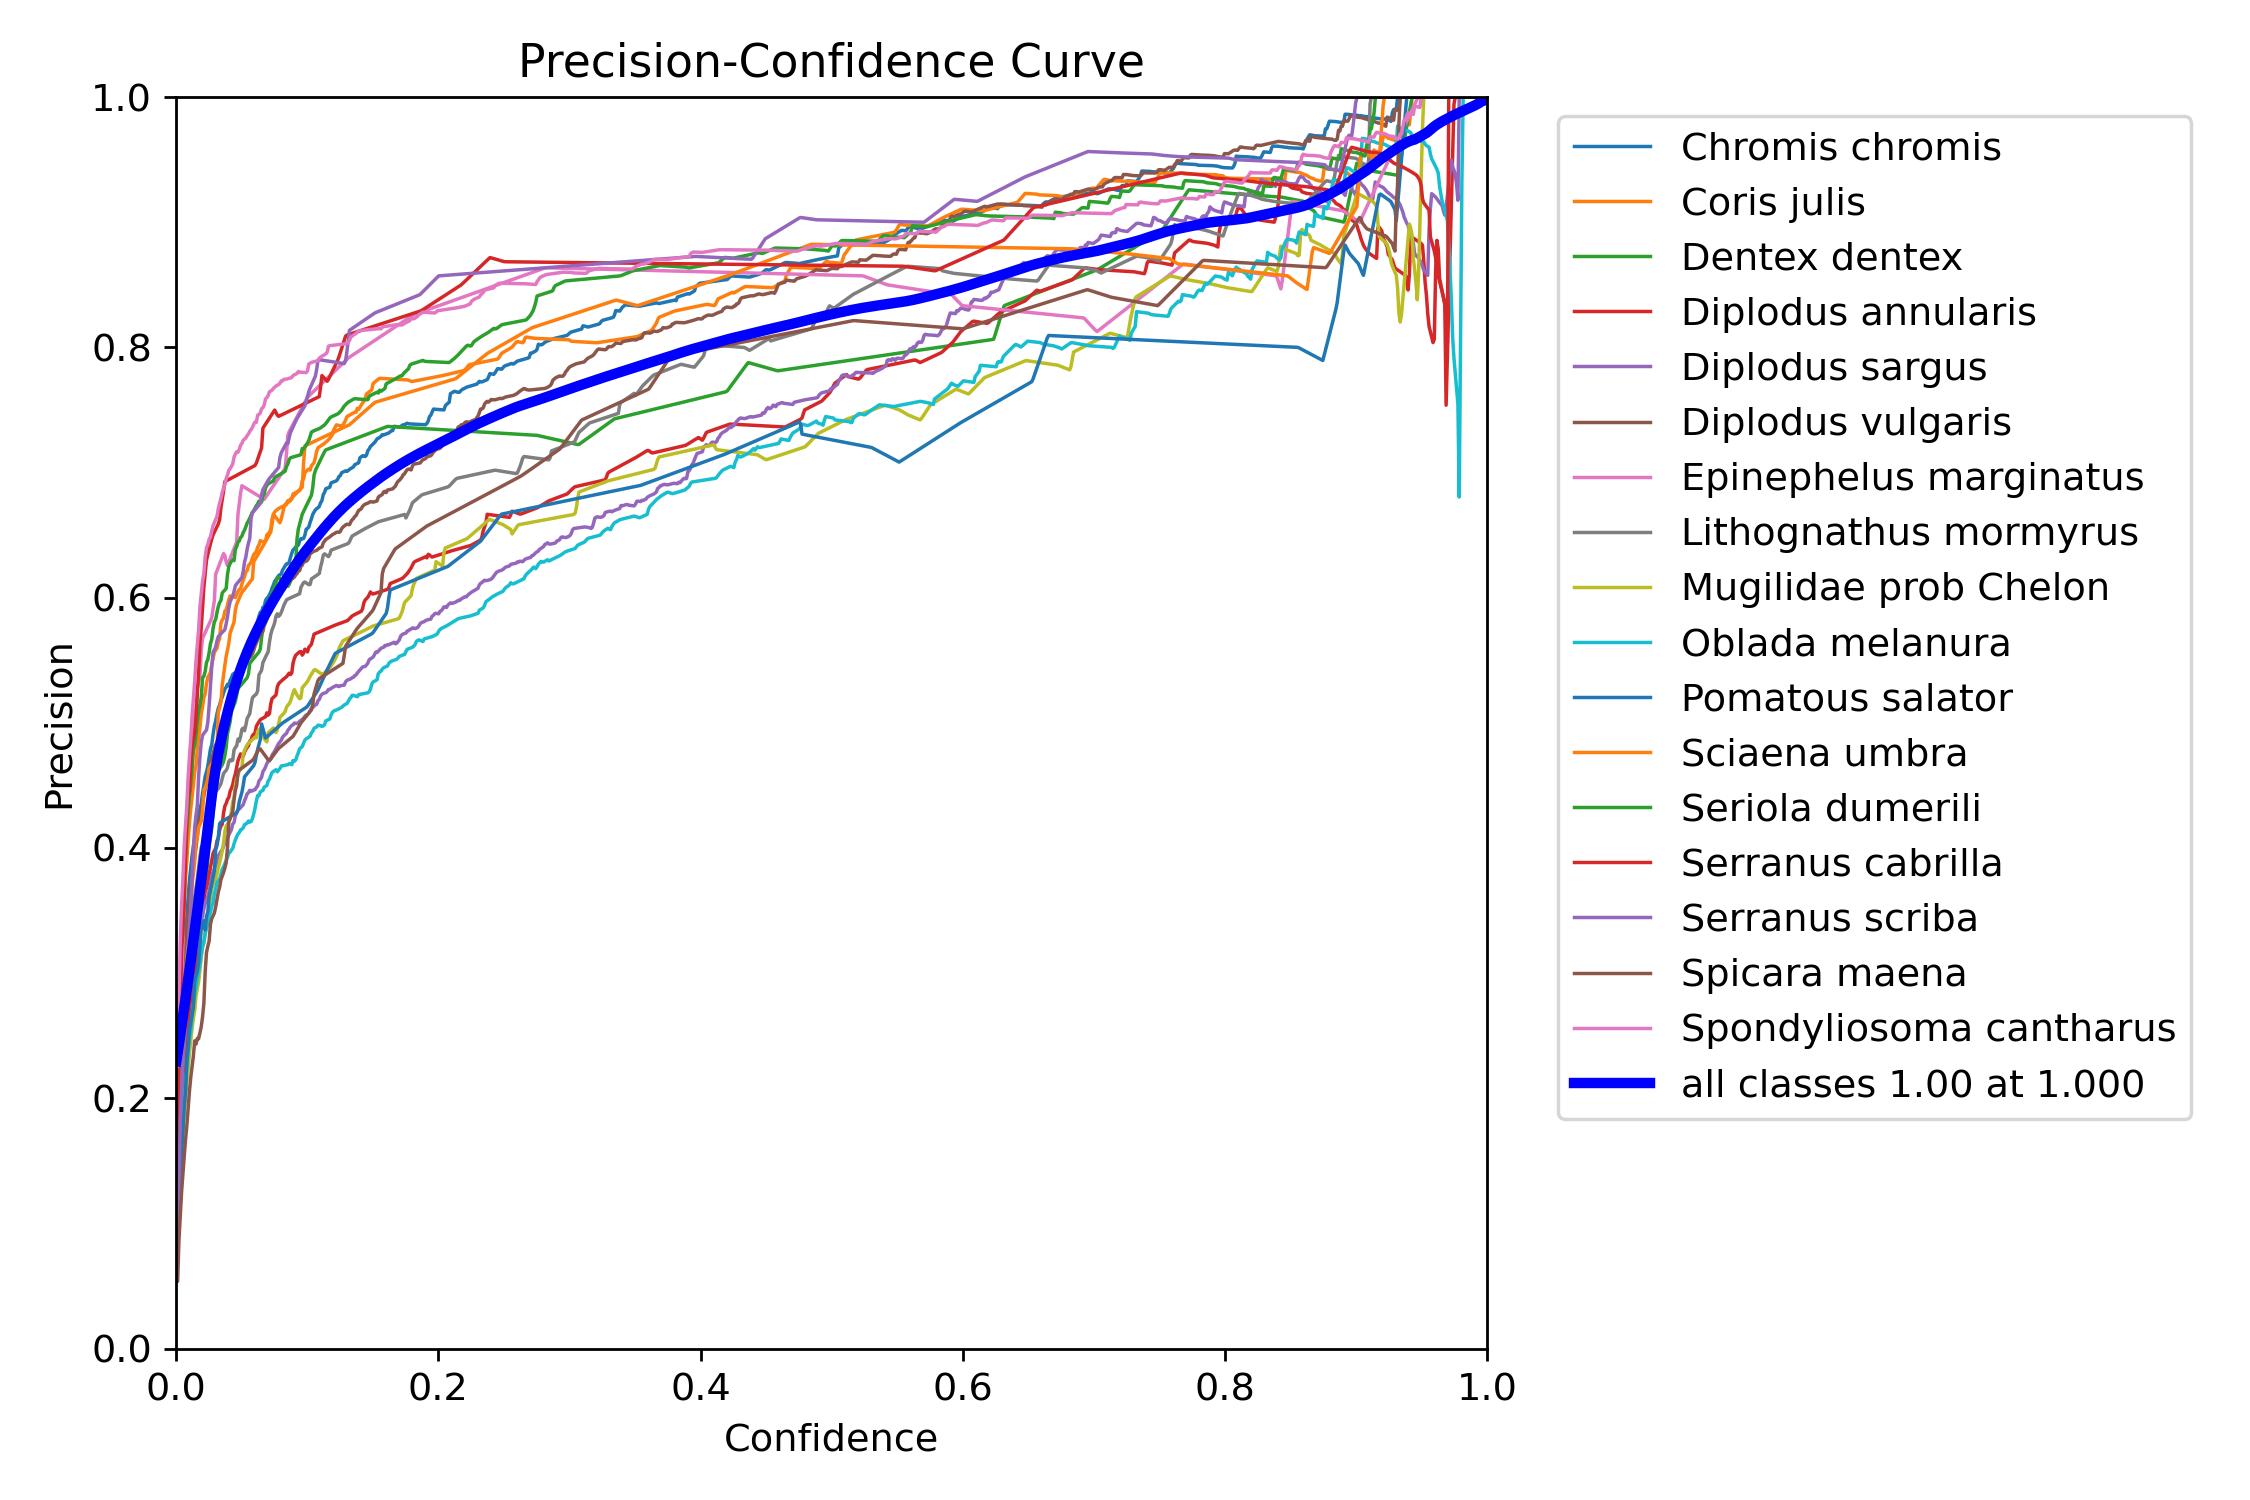 Precision-Confidence Curve
1.0
0.8
0.6
0.4
0.2
0.0
Precision
0.0 0.2 0.4 0.6 0.8 1.0
Confidence
Chromis chromis
Coris julis
Dentex dentex
Diplodus annularis
Diplodus sargus
Diplodus vulgaris
Epinephelus marginatus
Lithognathus mormyrus
Mugilidae prob Chelon
Oblada melanura
Pomatous salator
Sciaena umbra
Seriola dumerili
Serranus cabrilla
Serranus scriba
Spicara maena
Spondyliosoma cantharus
all classes 1.00 at 1.000